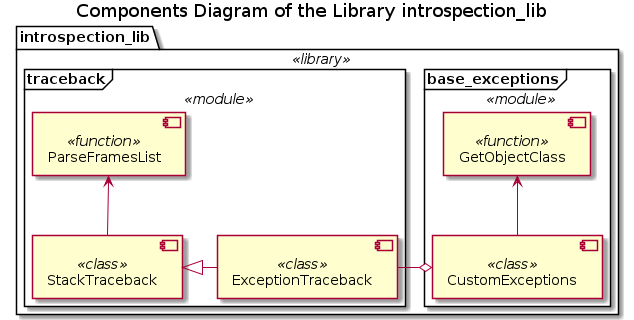 Components Diagram of the Library introspection_lib
introspection_lib
«library»
traceback
«module»
«function»
ParseFramesList
«class»
StackTraceback
«class»
ExceptionTraceback
base_exceptions
«module»
«function»
GetObjectClass
«class»
CustomExceptions